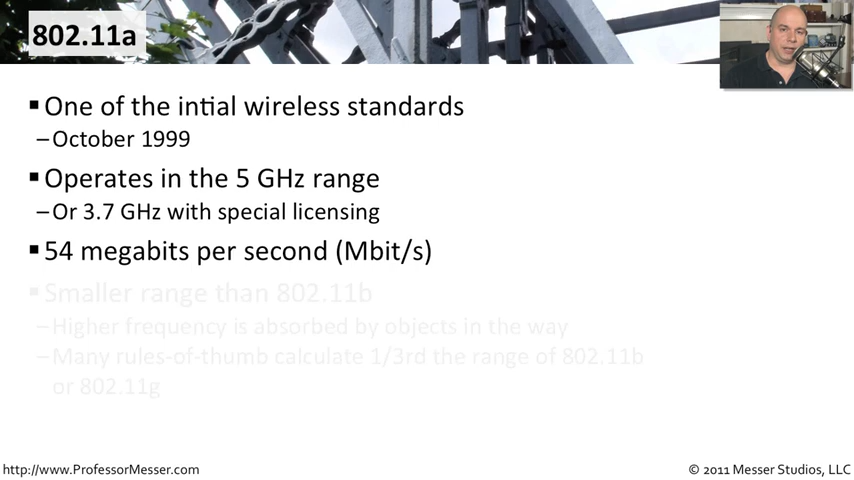 802.11a
▪One of the initial wireless standards
–October 1999
▪Operates in the 5 GHz range
–Or 3.7 GHz with special licensing
▪54 megabits per second (Mbit/s)
▪Smaller range than 802.11b
–Higher frequency is absorbed by objects in the way
–Many rules-of-thumb calculate 1/3rd the range of 802.11b
or 802.11g
http://www.ProfessorMesser.com
© 2011 Messer Studios, LLC